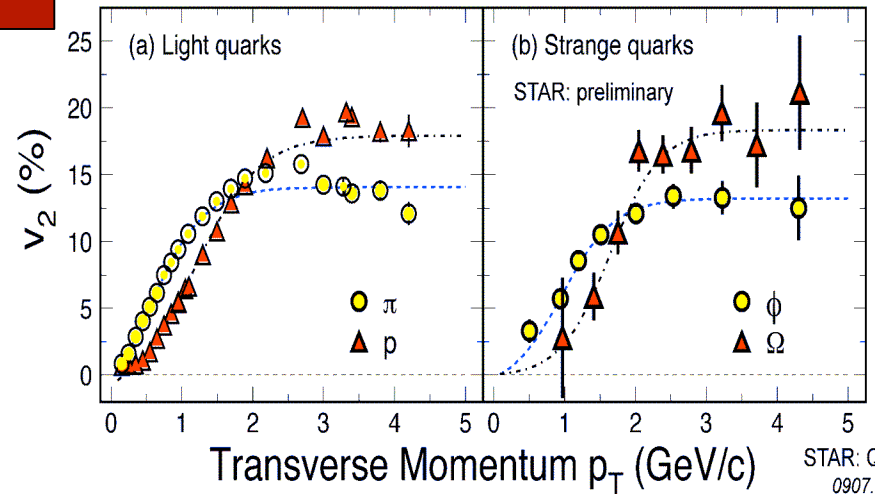 (a) Light quarks
(b) Strange quarks
STAR: preliminary
25
20
15
10
5
0
v2 (%)
π
p
ϕ
Ω
0 1 2 3 4 5
0 1 2 3 4 5
Transverse Momentum pT (GeV/c)
STAR: Q
0907.